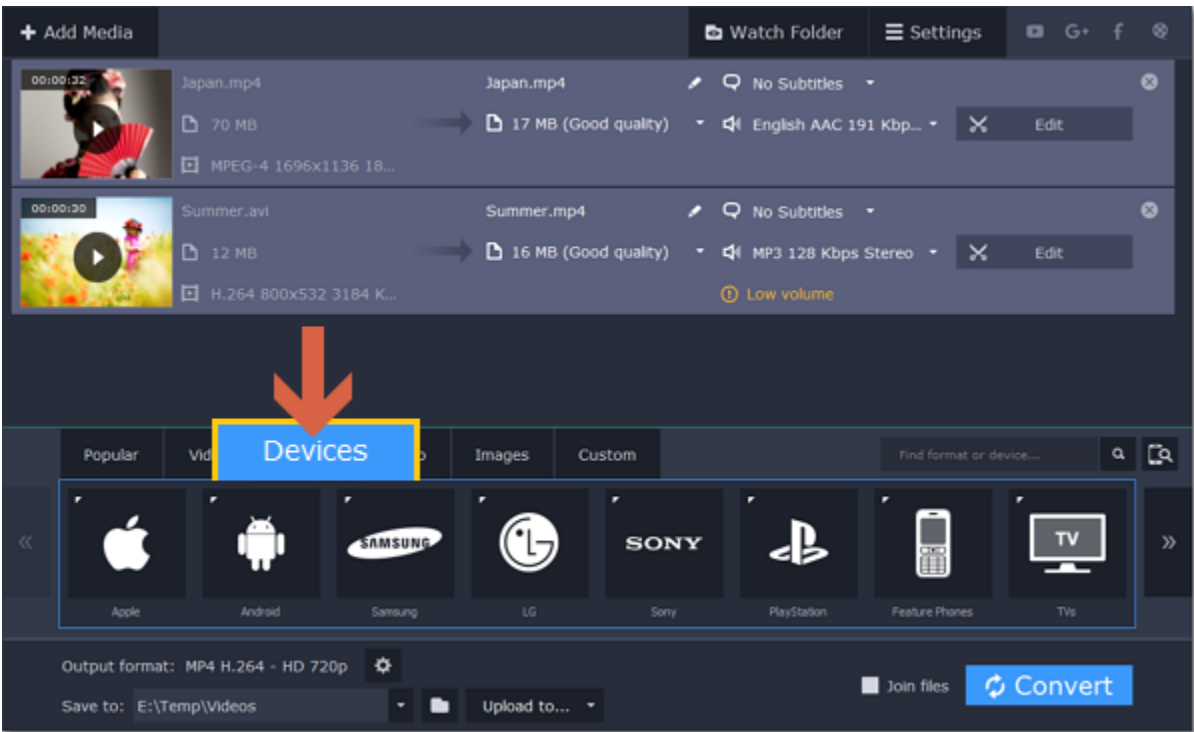 Add Media
Watch Folder
Settings
G+
f
00:00:32
Japan.mp4
Japan.mp4
No Subtitles
70 MB
17 MB (Good quality)
English AAC 191 Kbp...
Edit
MPEG-4 1696x1136 18...
00:00:30
Summer.avi
Summer.mp4
No Subtitles
12 MB
16 MB (Good quality)
MP3 128 Kbps Stereo
Edit
H.264 800x532 3184 K...
Low volume
Popular
Vid
Devices
Images
Custom
Find format or device...
SAMSUNG
LG
SONY
TV
Apple
Android
Samsung
LG
Sony
PlayStation
Feature Phones
TVs
Output format: MP4 H.264 - HD 720p
Join files
Convert
Save to: E:\Temp\Videos
Upload to...